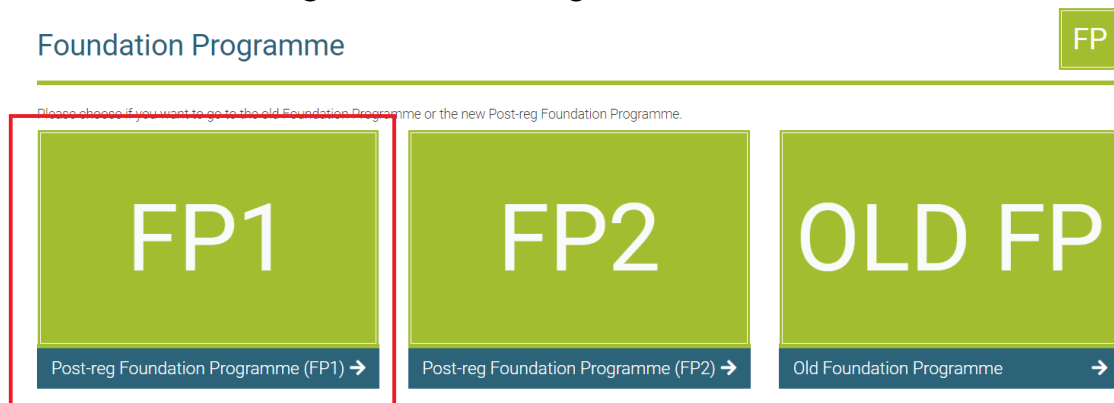 Foundation Programme
FP
Please choose if you want to go to the old Foundation Programme or the new Post-reg Foundation Programme.
FP1
FP2
OLD FP
Post-reg Foundation Programme (FP1) →
Post-reg Foundation Programme (FP2) →
Old Foundation Programme →